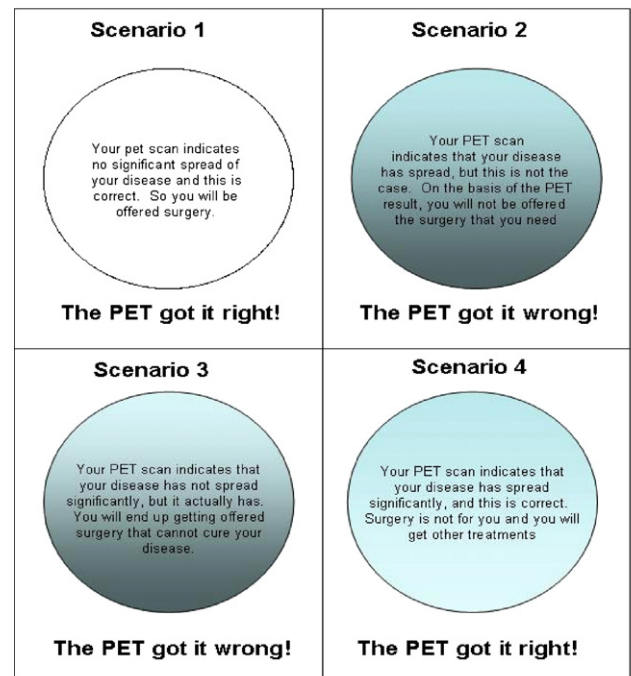 Scenario 1
Your pet scan indicates
no significant spread of
your disease and this is
correct. So you will be
offered surgery.
The PET got it right!
Scenario 2
Your PET scan
indicates that your disease
has spread, but this is not the
case. On the basis of the PET
result, you will not be offered
the surgery that you need
The PET got it wrong!
Scenario 3
Your PET scan indicates that
your disease has not spread
significantly, but it actually has.
You will end up getting offered
surgery that cannot cure your
disease.
The PET got it wrong!
Scenario 4
Your PET scan indicates that
your disease has spread
significantly, and this is correct.
Surgery is not for you and you will
get other treatments
The PET got it right!